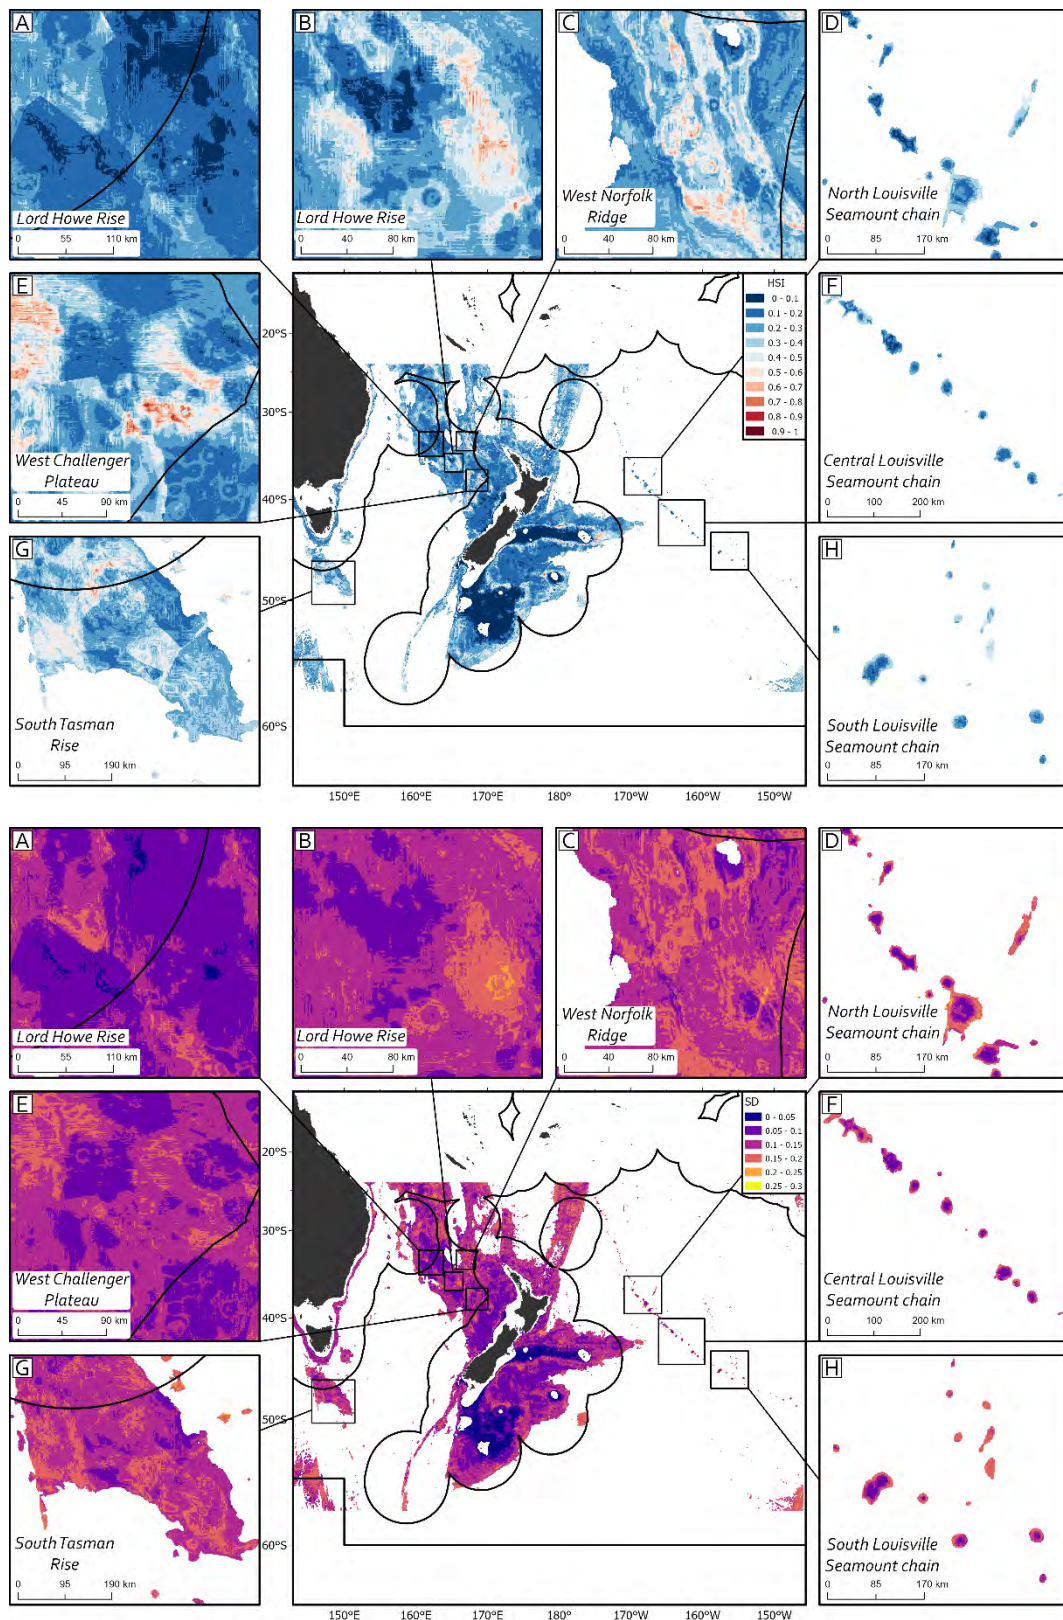 A
Lord Howe Rise
0 55 110 km
B
Lord Howe Rise
0 40 80 km
C
West Norfolk
Ridge
0 40 80 km
D
North Louisville
Seamount chain
0 85 170 km
E
West Challenger
Plateau
0 45 90 km
HSI
0 - 0.1
0.1 - 0.2
0.2 - 0.3
0.3 - 0.4
0.4 - 0.5
0.5 - 0.6
0.6 - 0.7
0.7 - 0.8
0.8 - 0.9
0.9 - 1
20°S
30°S
40°S
50°S
60°S
F
Central Louisville
Seamount chain
0 100 200 km
G
South Tasman
Rise
0 95 190 km
H
South Louisville
Seamount chain
0 85 170 km
150°E 160°E 170°E 180° 170°W 160°W 150°W
A
Lord Howe Rise
0 55 110 km
B
Lord Howe Rise
0 40 80 km
C
West Norfolk
Ridge
0 40 80 km
D
North Louisville
Seamount chain
0 85 170 km
E
West Challenger
Plateau
0 45 90 km
SD
0 - 0.05
0.05 - 0.1
0.1 - 0.15
0.15 - 0.2
0.2 - 0.25
0.25 - 0.3
20°S
30°S
40°S
50°S
60°S
F
Central Louisville
Seamount chain
0 100 200 km
G
South Tasman
Rise
0 95 190 km
H
South Louisville
Seamount chain
0 85 170 km
150°E 160°E 170°E 180° 170°W 160°W 150°W